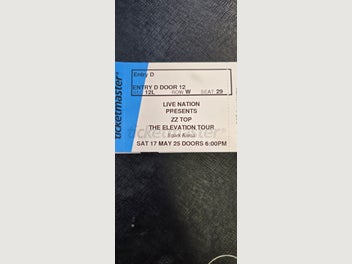 ticketmaster
Entry D
ENTRY D DOOR 12
SEC 12L ROW W SEAT 29
LIVE NATION
PRESENTS
ZZ TOP
THE ELEVATION TOUR
SAT 17 MAY 25 DOORS 6:00PM